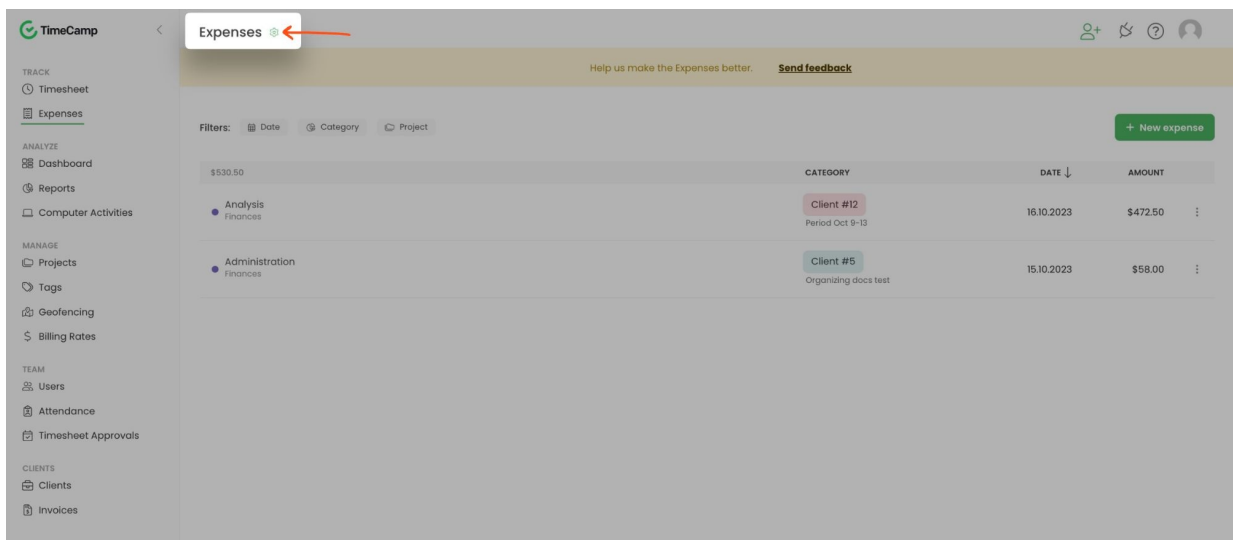 TimeCamp
Expenses
Help us make the Expenses better. Send feedback
TRACK
Timesheet
Expenses
ANALYZE
Dashboard
Reports
Computer Activities
MANAGE
Projects
Tags
Geofencing
Billing Rates
TEAM
Users
Attendance
Timesheet Approvals
CLIENTS
Clients
Invoices
Filters: Date Category Project
+ New expense
$530.50 CATEGORY DATE ↓ AMOUNT
Analysis Client #12 16.10.2023 $472.50
Finances Period Oct 9-13
Administration Client #5 15.10.2023 $58.00
Finances Organizing docs test